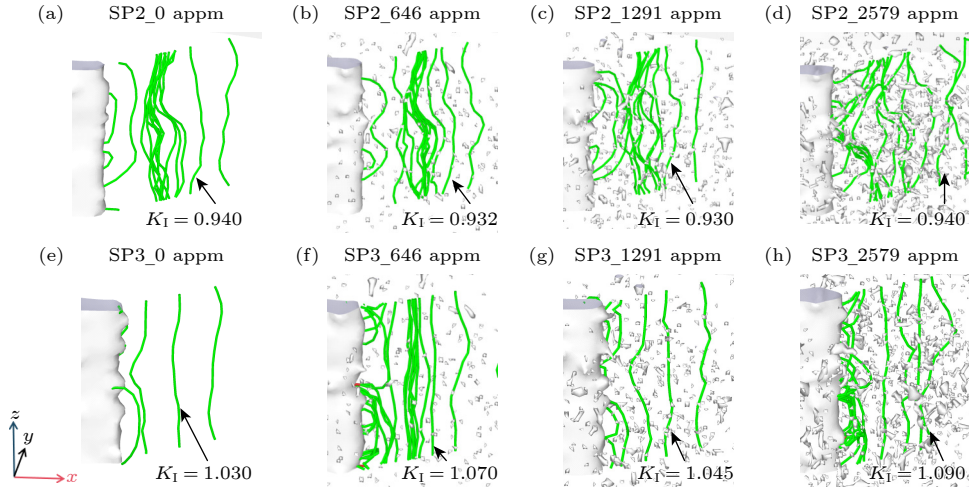 (a) SP2_0 appm
(b) SP2_646 appm
(c) SP2_1291 appm
(d) SP2_2579 appm
K_I = 0.940
K_I = 0.932
K_I = 0.930
K_I = 0.940
(e) SP3_0 appm
(f) SP3_646 appm
(g) SP3_1291 appm
(h) SP3_2579 appm
z
y
x
K_I = 1.030
K_I = 1.070
K_I = 1.045
K_I = 1.090